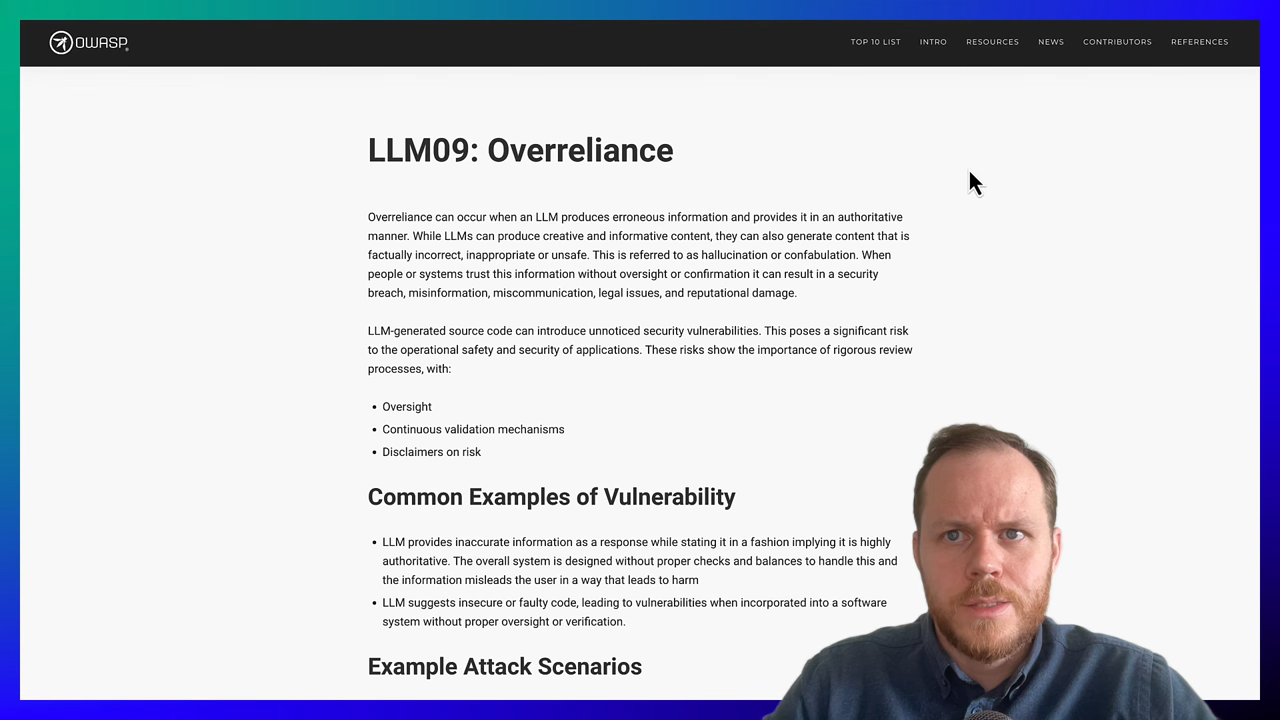 OWASP
TOP 10 LIST INTRO RESOURCES NEWS CONTRIBUTORS REFERENCES
LLM09: Overreliance
Overreliance can occur when an LLM produces erroneous information and provides it in an authoritative
manner. While LLMs can produce creative and informative content, they can also generate content that is
factually incorrect, inappropriate or unsafe. This is referred to as hallucination or confabulation. When
people or systems trust this information without oversight or confirmation it can result in a security
breach, misinformation, miscommunication, legal issues, and reputational damage.
LLM-generated source code can introduce unnoticed security vulnerabilities. This poses a significant risk
to the operational safety and security of applications. These risks show the importance of rigorous review
processes, with:
• Oversight
• Continuous validation mechanisms
• Disclaimers on risk
Common Examples of Vulnerability
• LLM provides inaccurate information as a response while stating it in a fashion implying it is highly
authoritative. The overall system is designed without proper checks and balances to handle this and
the information misleads the user in a way that leads to harm
• LLM suggests insecure or faulty code, leading to vulnerabilities when incorporated into a software
system without proper oversight or verification.
Example Attack Scenarios